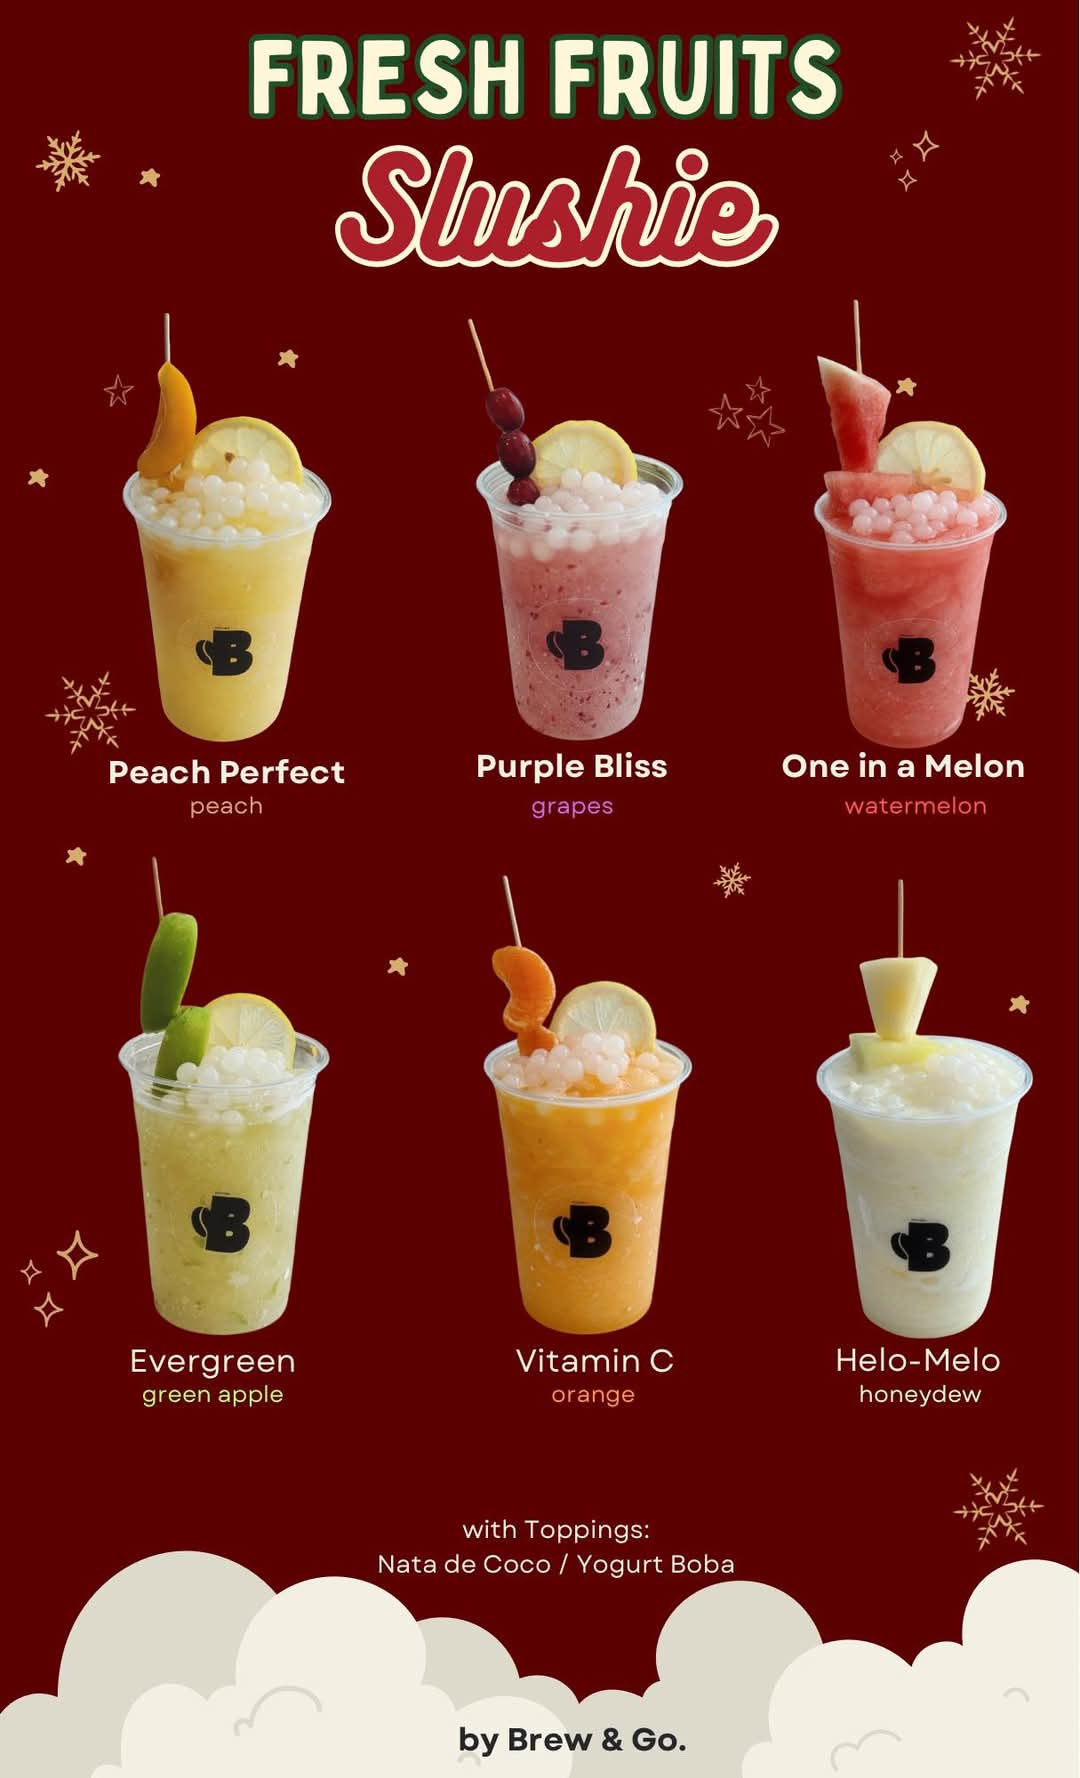 FRESH FRUITS
Slushie
B
B
B
Peach Perfect
peach
Purple Bliss
grapes
One in a Melon
watermelon
B
B
B
Evergreen
green apple
Vitamin C
orange
Helo-Melo
honeydew
with Toppings:
Nata de Coco / Yogurt Boba
by Brew & Go.